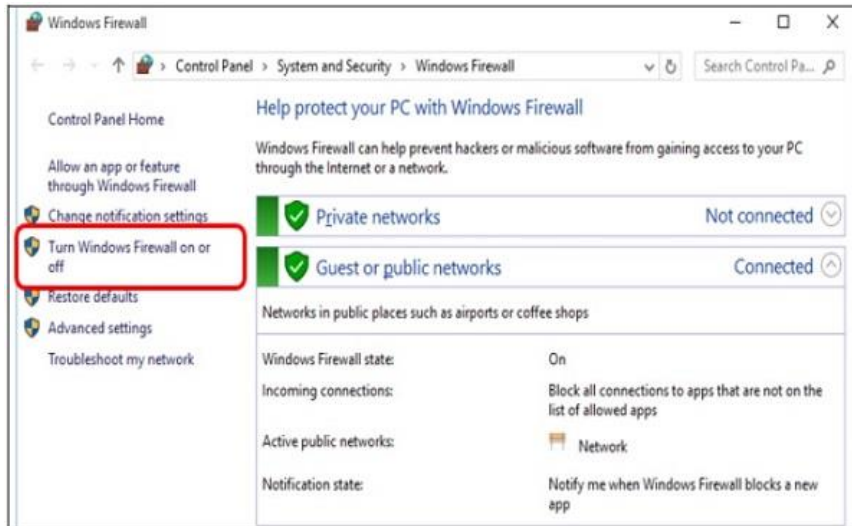 Windows Firewall
Control Panel > System and Security > Windows Firewall
Search Control Pa...
Control Panel Home
Allow an app or feature
through Windows Firewall
Change notification settings
Turn Windows Firewall on or
off
Restore defaults
Advanced settings
Troubleshoot my network
Help protect your PC with Windows Firewall
Windows Firewall can help prevent hackers or malicious software from gaining access to your PC
through the Internet or a network.
Private networks Not connected
Guest or public networks Connected
Networks in public places such as airports or coffee shops
Windows Firewall state: On
Incoming connections: Block all connections to apps that are not on the
list of allowed apps
Active public networks: Network
Notification state: Notify me when Windows Firewall blocks a new
app